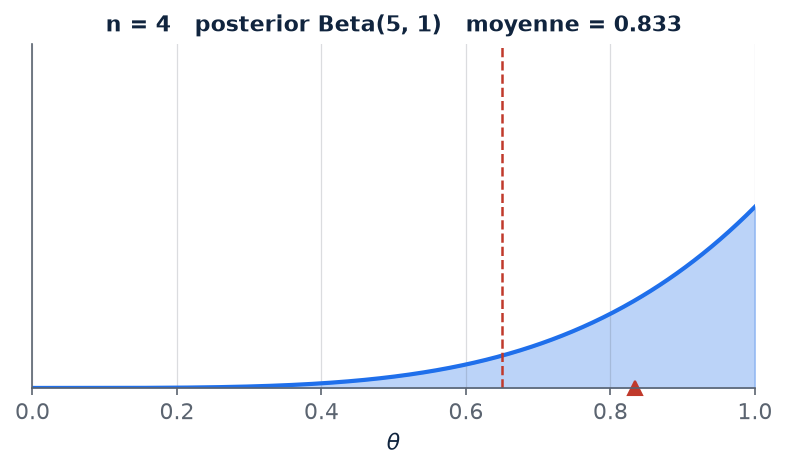 n = 4   posterior Beta(5, 1)   moyenne = 0.833
0.0 0.2 0.4 0.6 0.8 1.0
θ